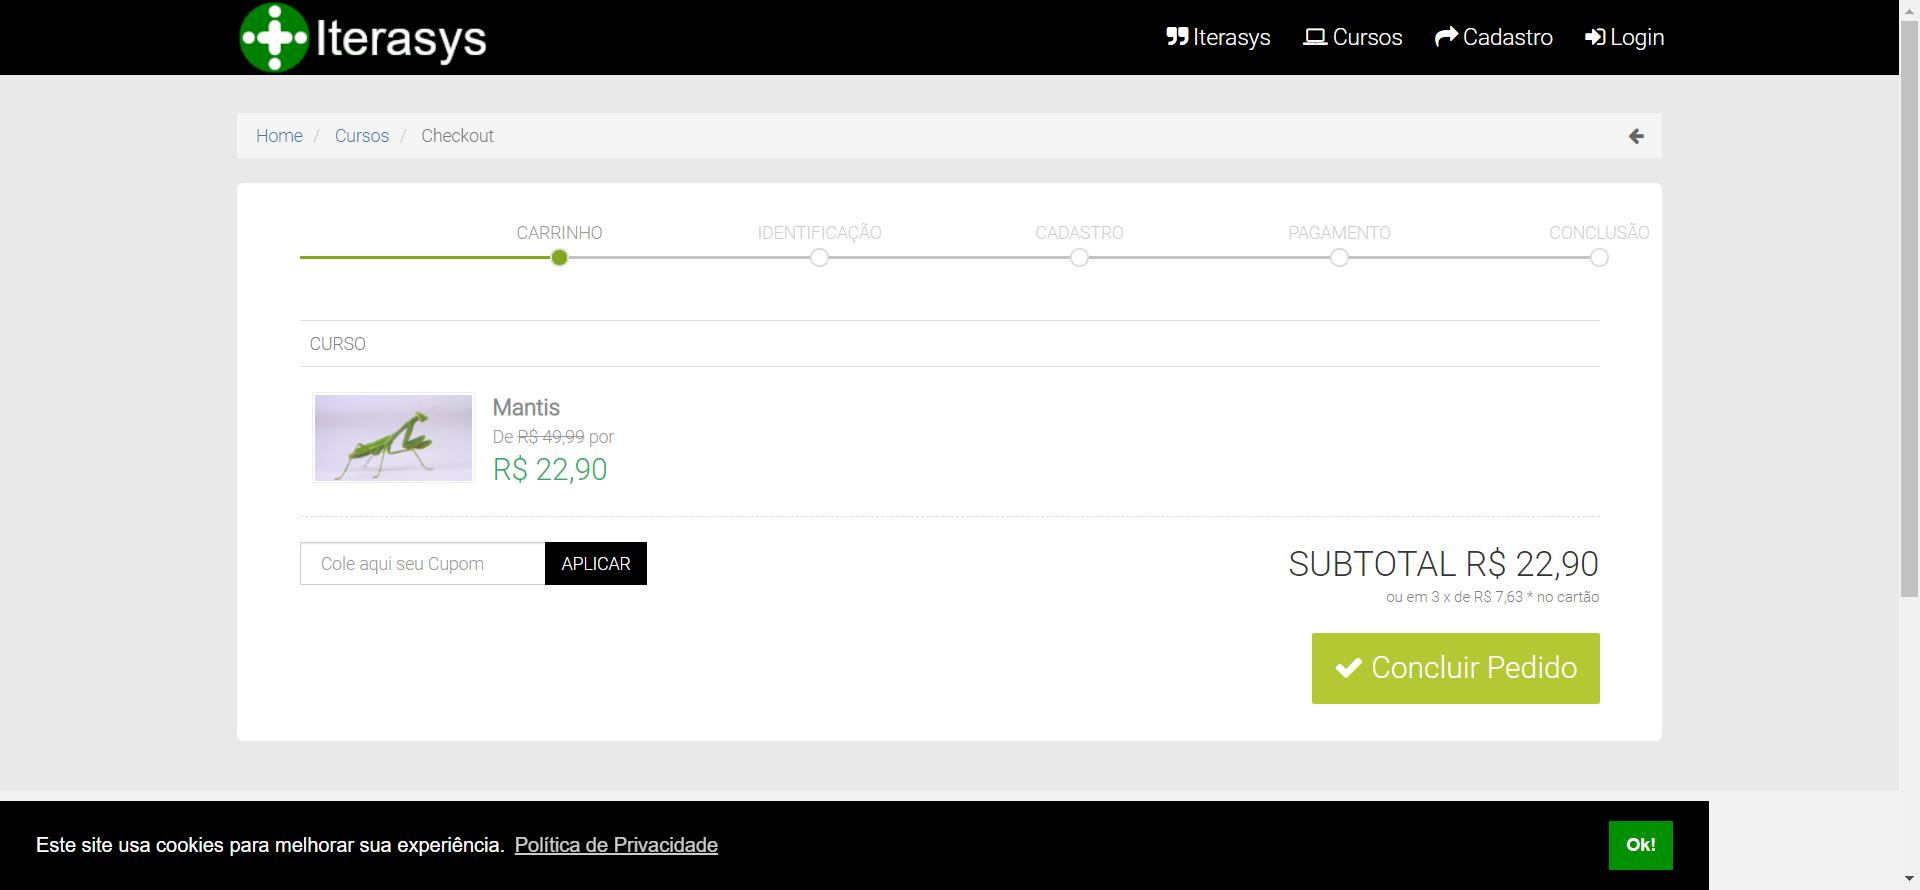 Iterasys
Iterasys Cursos Cadastro Login
Home / Cursos / Checkout
CARRINHO IDENTIFICAÇÃO CADASTRO PAGAMENTO CONCLUSÃO
CURSO
Mantis
De R$ 49,99 por
R$ 22,90
Cole aqui seu Cupom APLICAR
SUBTOTAL R$ 22,90
ou em 3 x de R$ 7,63 * no cartão
Concluir Pedido
Este site usa cookies para melhorar sua experiência. Política de Privacidade Ok!